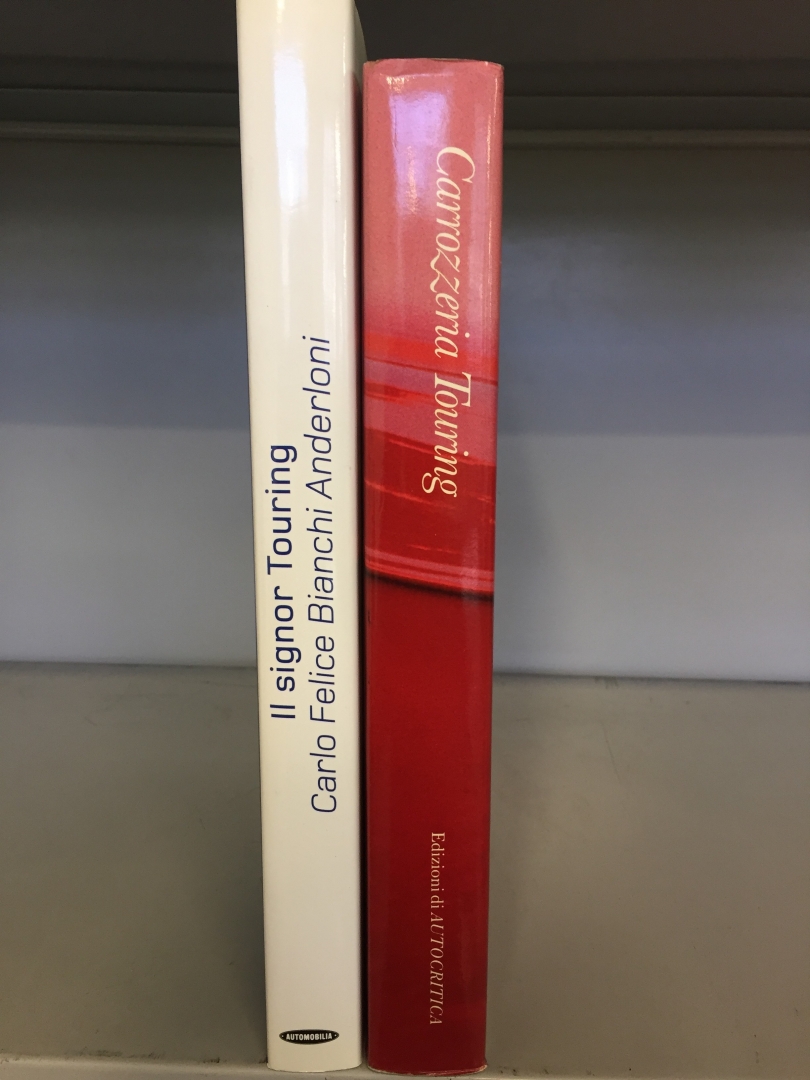 Il signor Touring
Carlo Felice Bianchi Anderloni
AUTOMOBILIA
Carrozzeria Touring
Edizioni di AUTOCRITICA